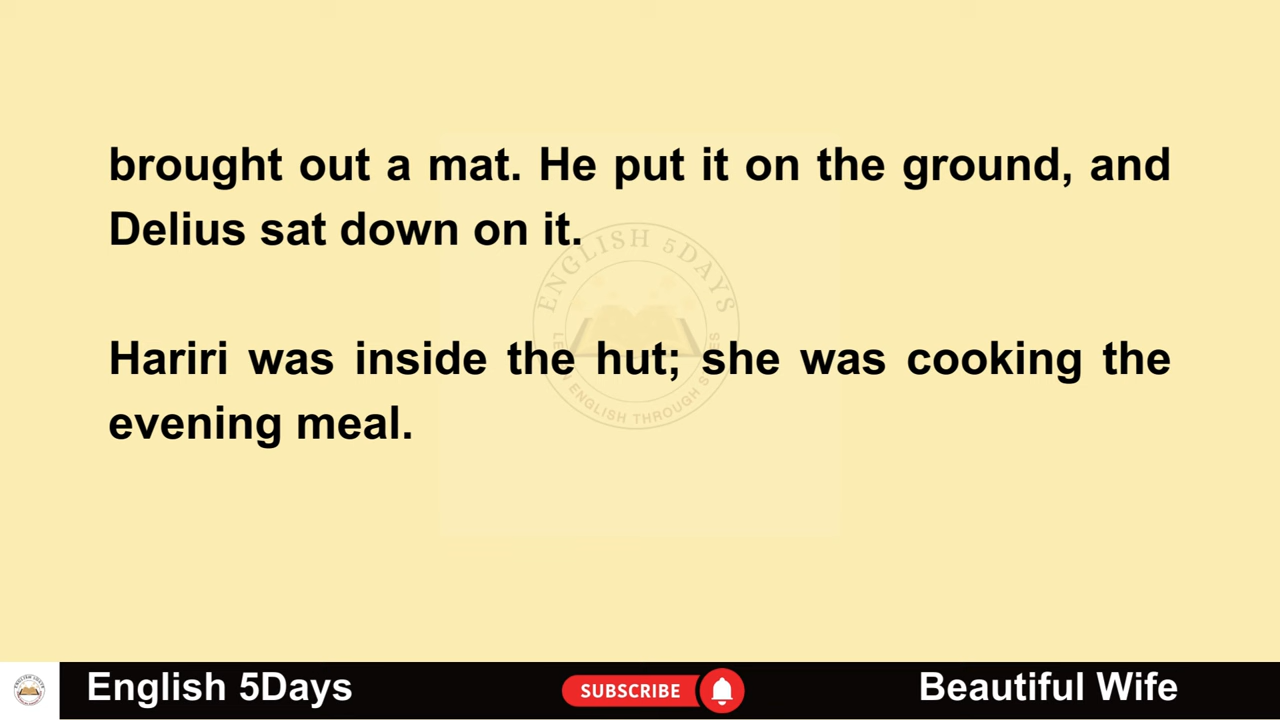 brought out a mat. He put it on the ground, and
Delius sat down on it.
ENGLISH 5DAYS
LEARN ENGLISH THROUGH STORIES
Hariri was inside the hut; she was cooking the
evening meal.
English 5Days
SUBSCRIBE
Beautiful Wife